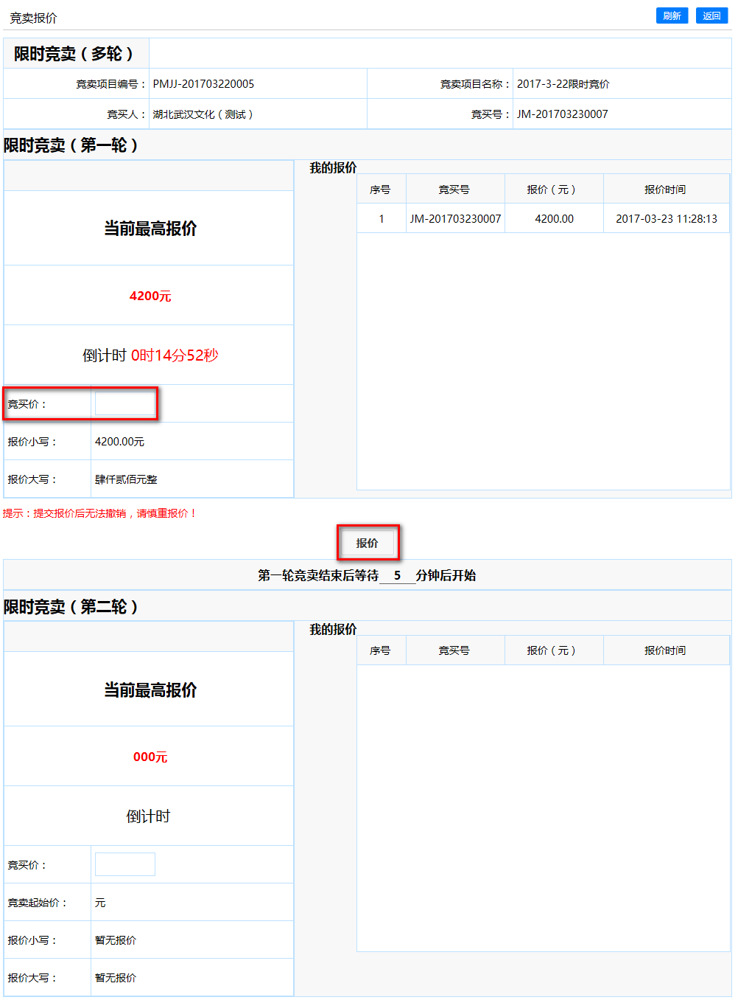 竞卖报价
刷新 返回
限时竞卖（多轮）
竞卖项目编号： PMJJ-201703220005 竞卖项目名称： 2017-3-22限时竞价
竞买人： 湖北武汉文化（测试） 竞买号： JM-201703230007
限时竞卖（第一轮）
我的报价
序号 竞买号 报价（元） 报价时间
1 JM-201703230007 4200.00 2017-03-23 11:28:13
当前最高报价
4200元
倒计时 0时14分52秒
竞买价：
报价小写： 4200.00元
报价大写： 肆仟贰佰元整
提示：提交报价后无法撤销，请慎重报价！
报价
第一轮竞卖结束后等待 5 分钟后开始
限时竞卖（第二轮）
我的报价
序号 竞买号 报价（元） 报价时间
当前最高报价
000元
倒计时
竞买价：
竞卖起始价： 元
报价小写： 暂无报价
报价大写： 暂无报价